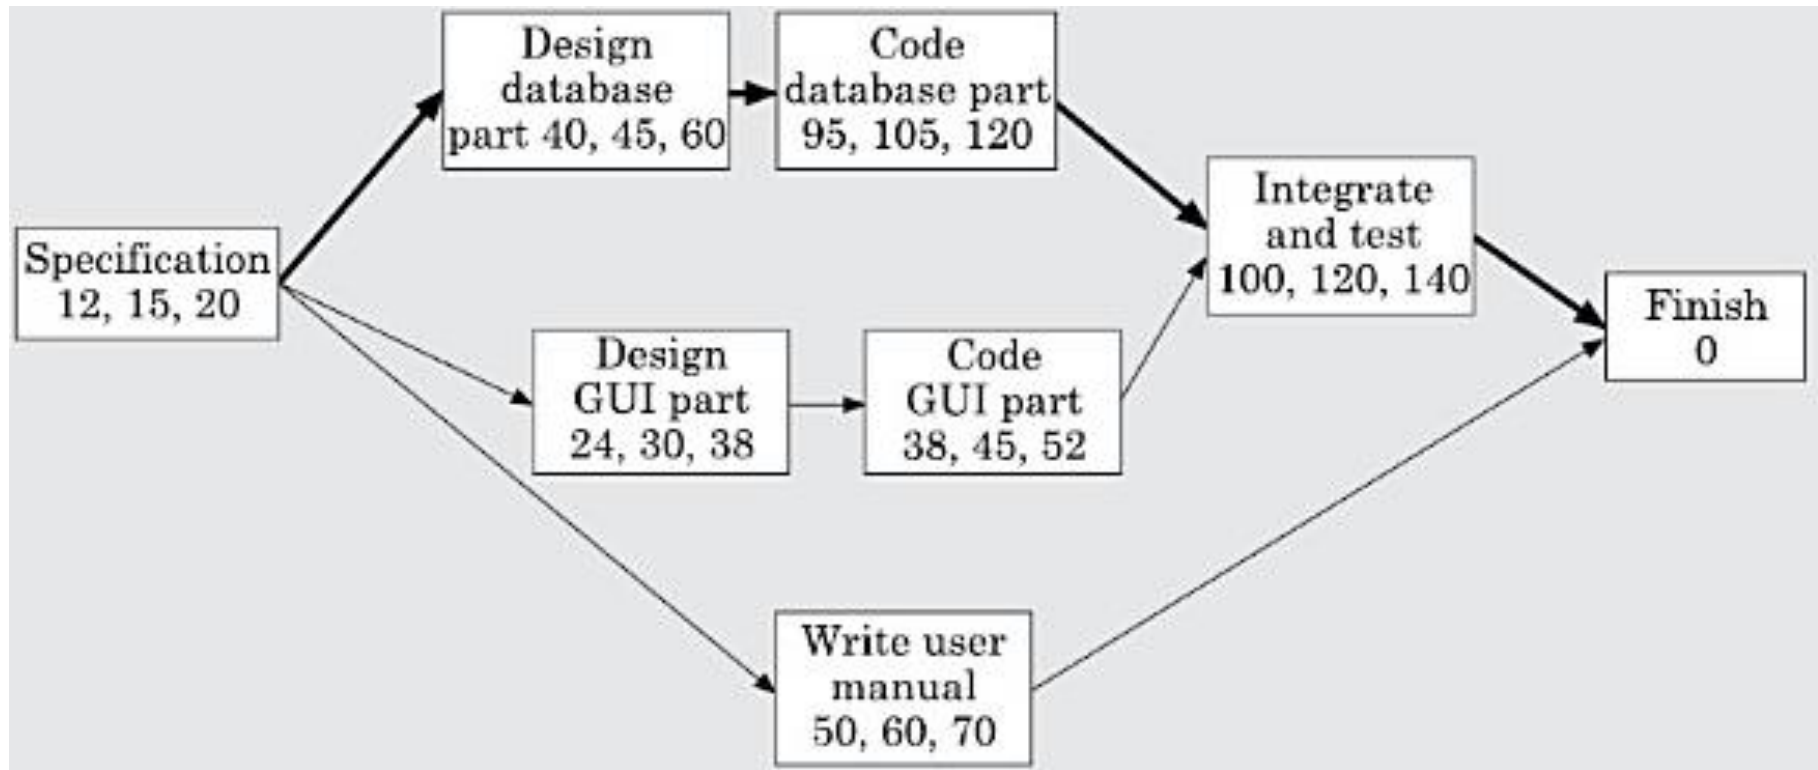 Design
database
part 40, 45, 60
Code
database part
95, 105, 120
Integrate
and test
100, 120, 140
Specification
12, 15, 20
Finish
0
Design
GUI part
24, 30, 38
Code
GUI part
38, 45, 52
Write user
manual
50, 60, 70